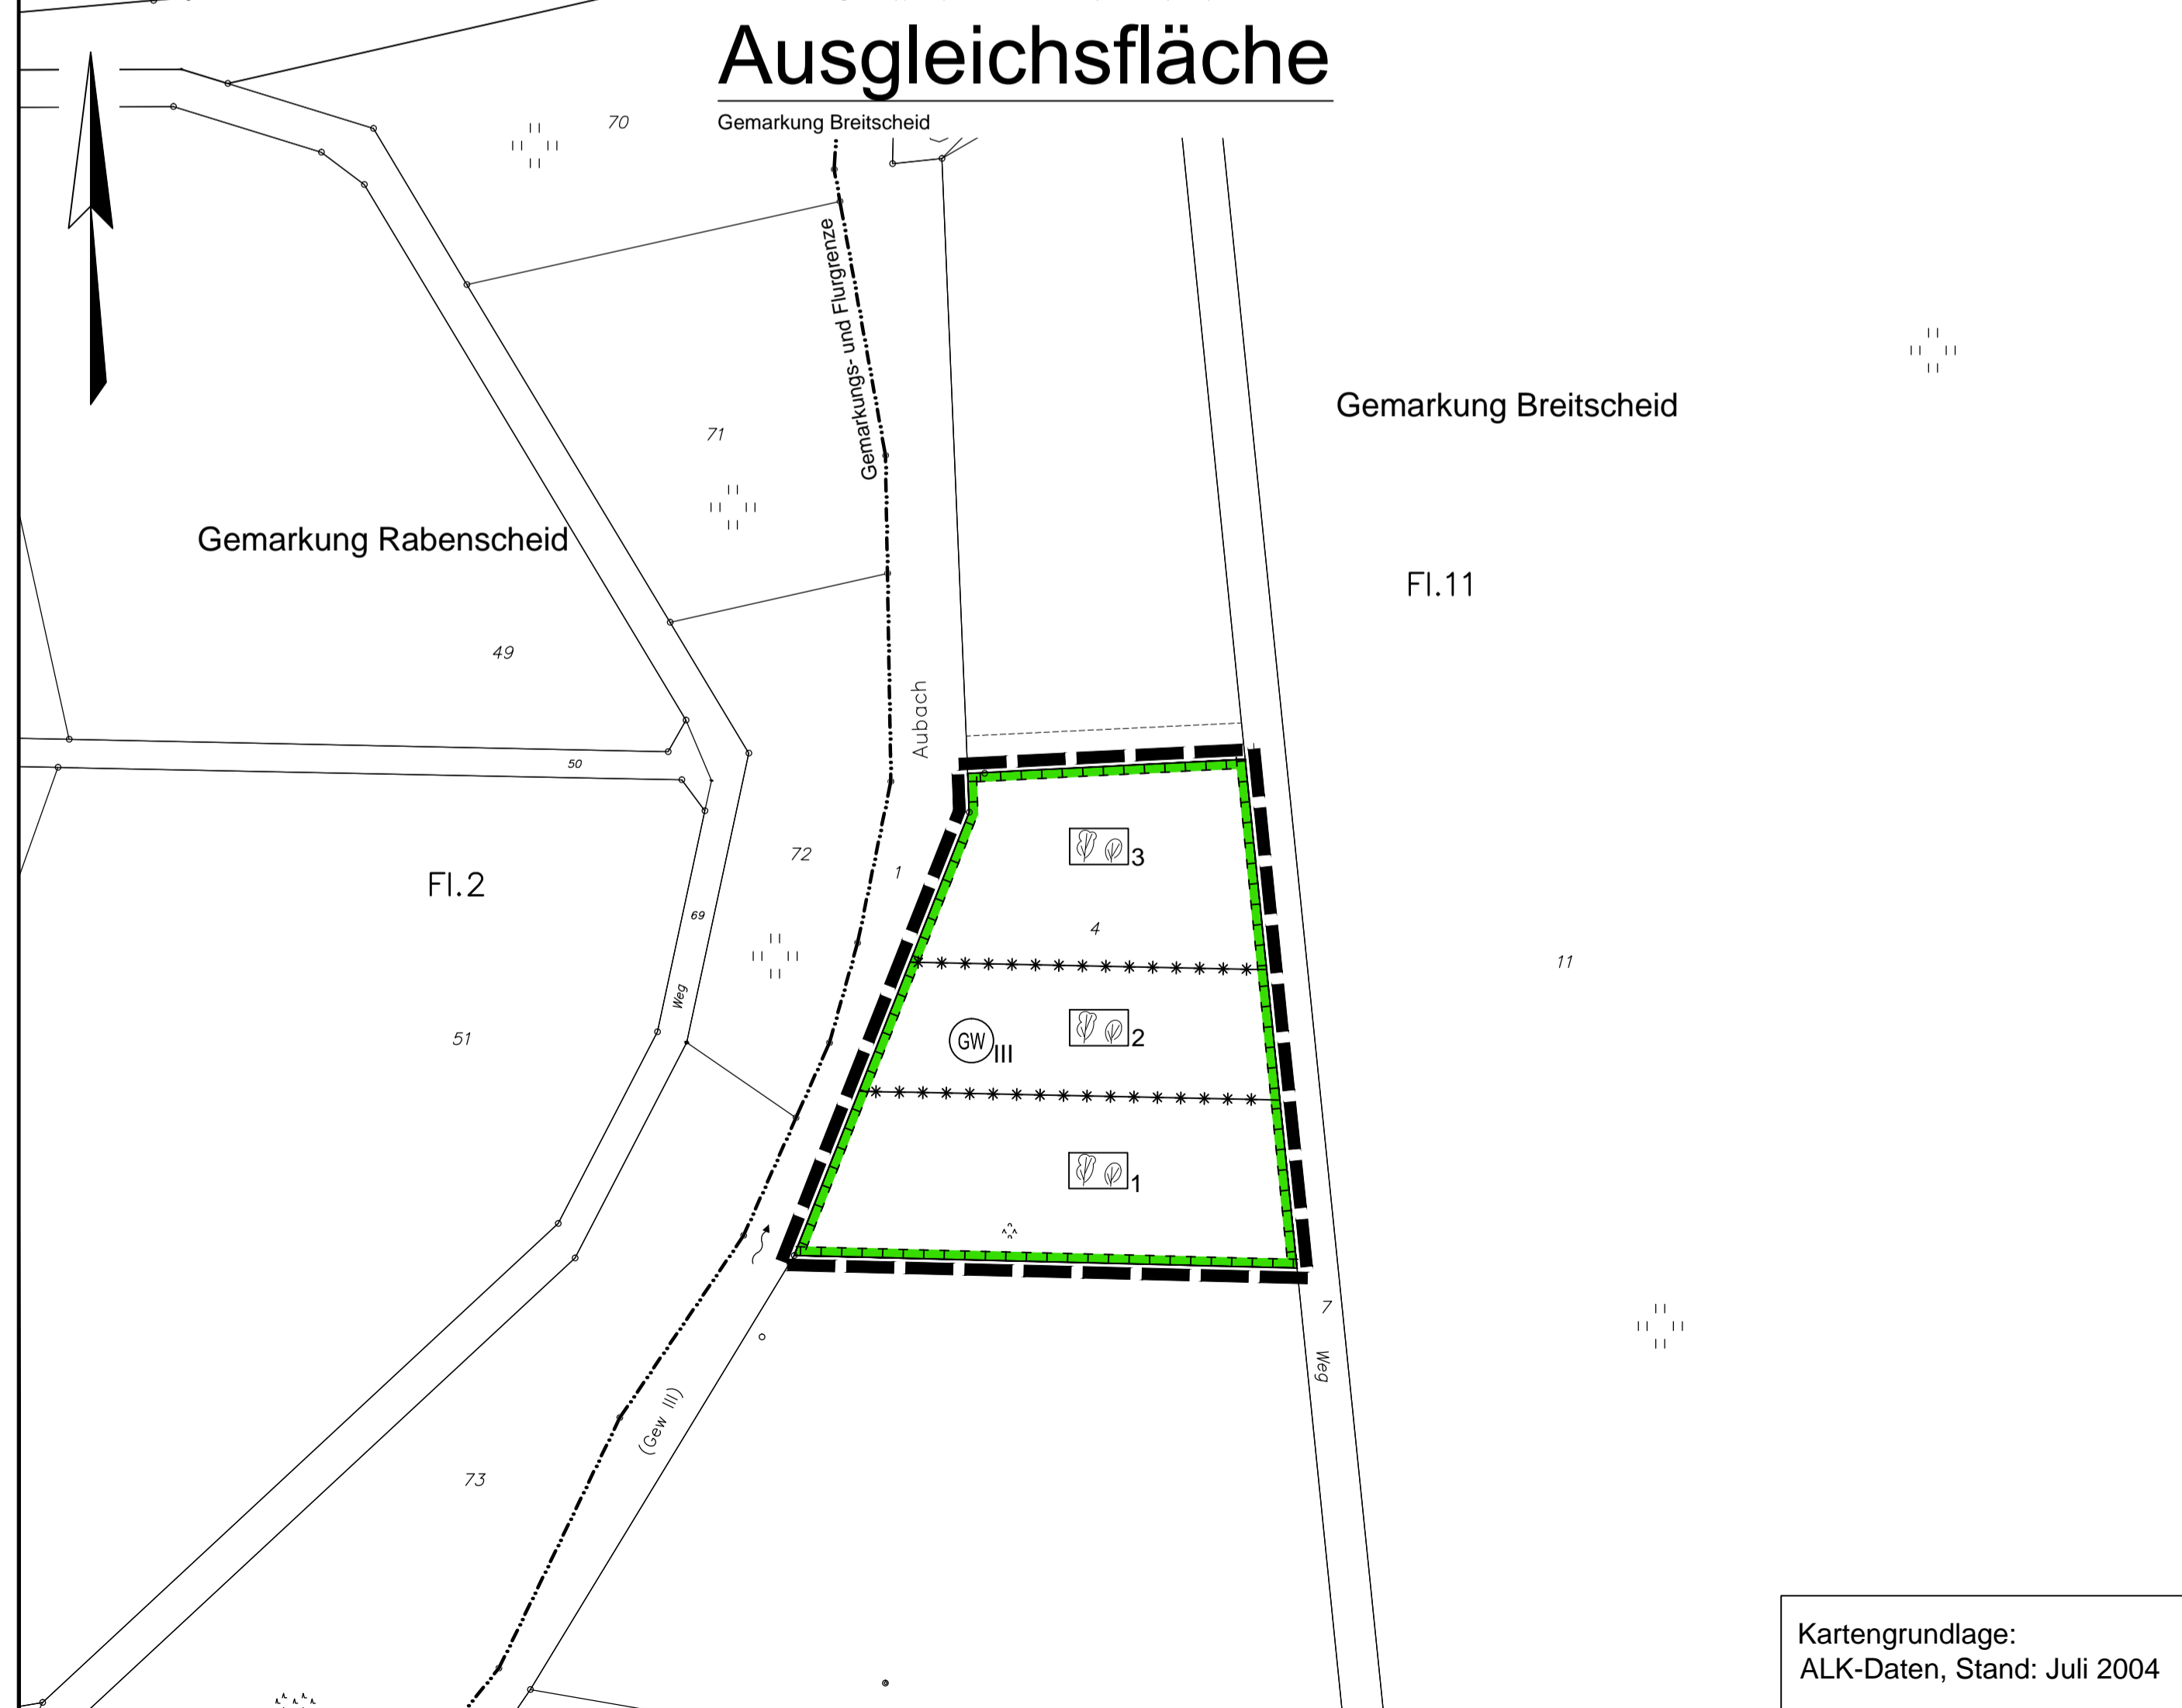 Ausgleichsfläche
Gemarkung Breitscheid
70
Gemarkungs- und Flurgrenze
Gemarkung Breitscheid
71
Gemarkung Rabenscheid
Fl.11
49
Aubach
50
3
72
1
Fl.2
69
4
11
Weg
51
GW III
2
1
7
Weg
(Gew III)
73
Kartengrundlage:
ALK-Daten, Stand: Juli 2004